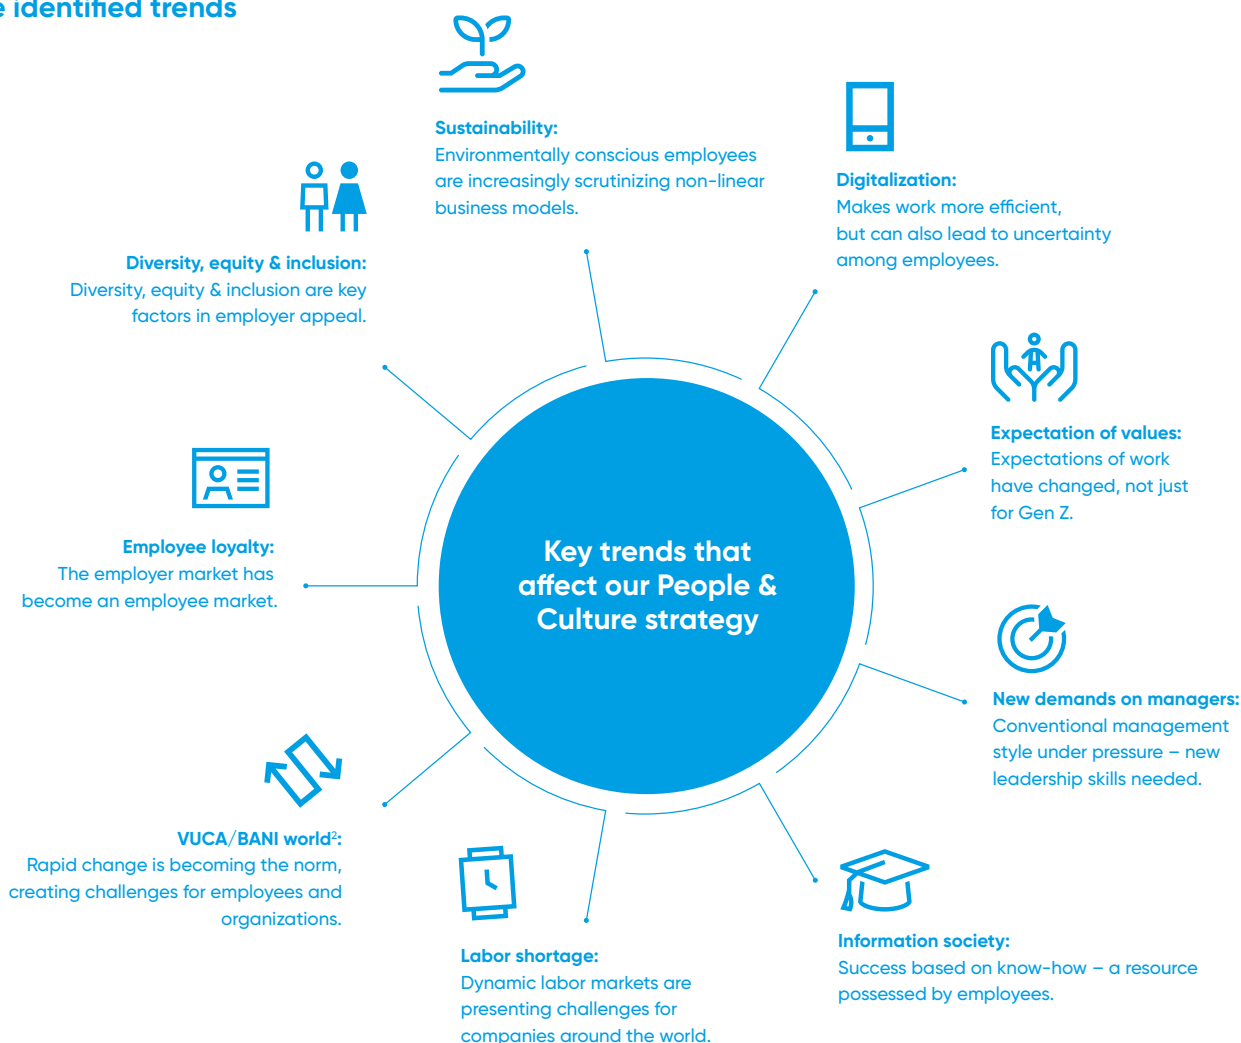 identified trends
Sustainability:
Environmentally conscious employees
are increasingly scrutinizing non-linear
business models.
Digitalization:
Makes work more efficient,
but can also lead to uncertainty
among employees.
Diversity, equity & inclusion:
Diversity, equity & inclusion are key
factors in employer appeal.
Expectation of values:
Expectations of work
have changed, not just
for Gen Z.
Employee loyalty:
The employer market has
become an employee market.
Key trends that
affect our People &
Culture strategy
New demands on managers:
Conventional management
style under pressure – new
leadership skills needed.
VUCA/BANI world²:
Rapid change is becoming the norm,
creating challenges for employees and
organizations.
Labor shortage:
Dynamic labor markets are
presenting challenges for
companies around the world.
Information society:
Success based on know-how – a resource
possessed by employees.